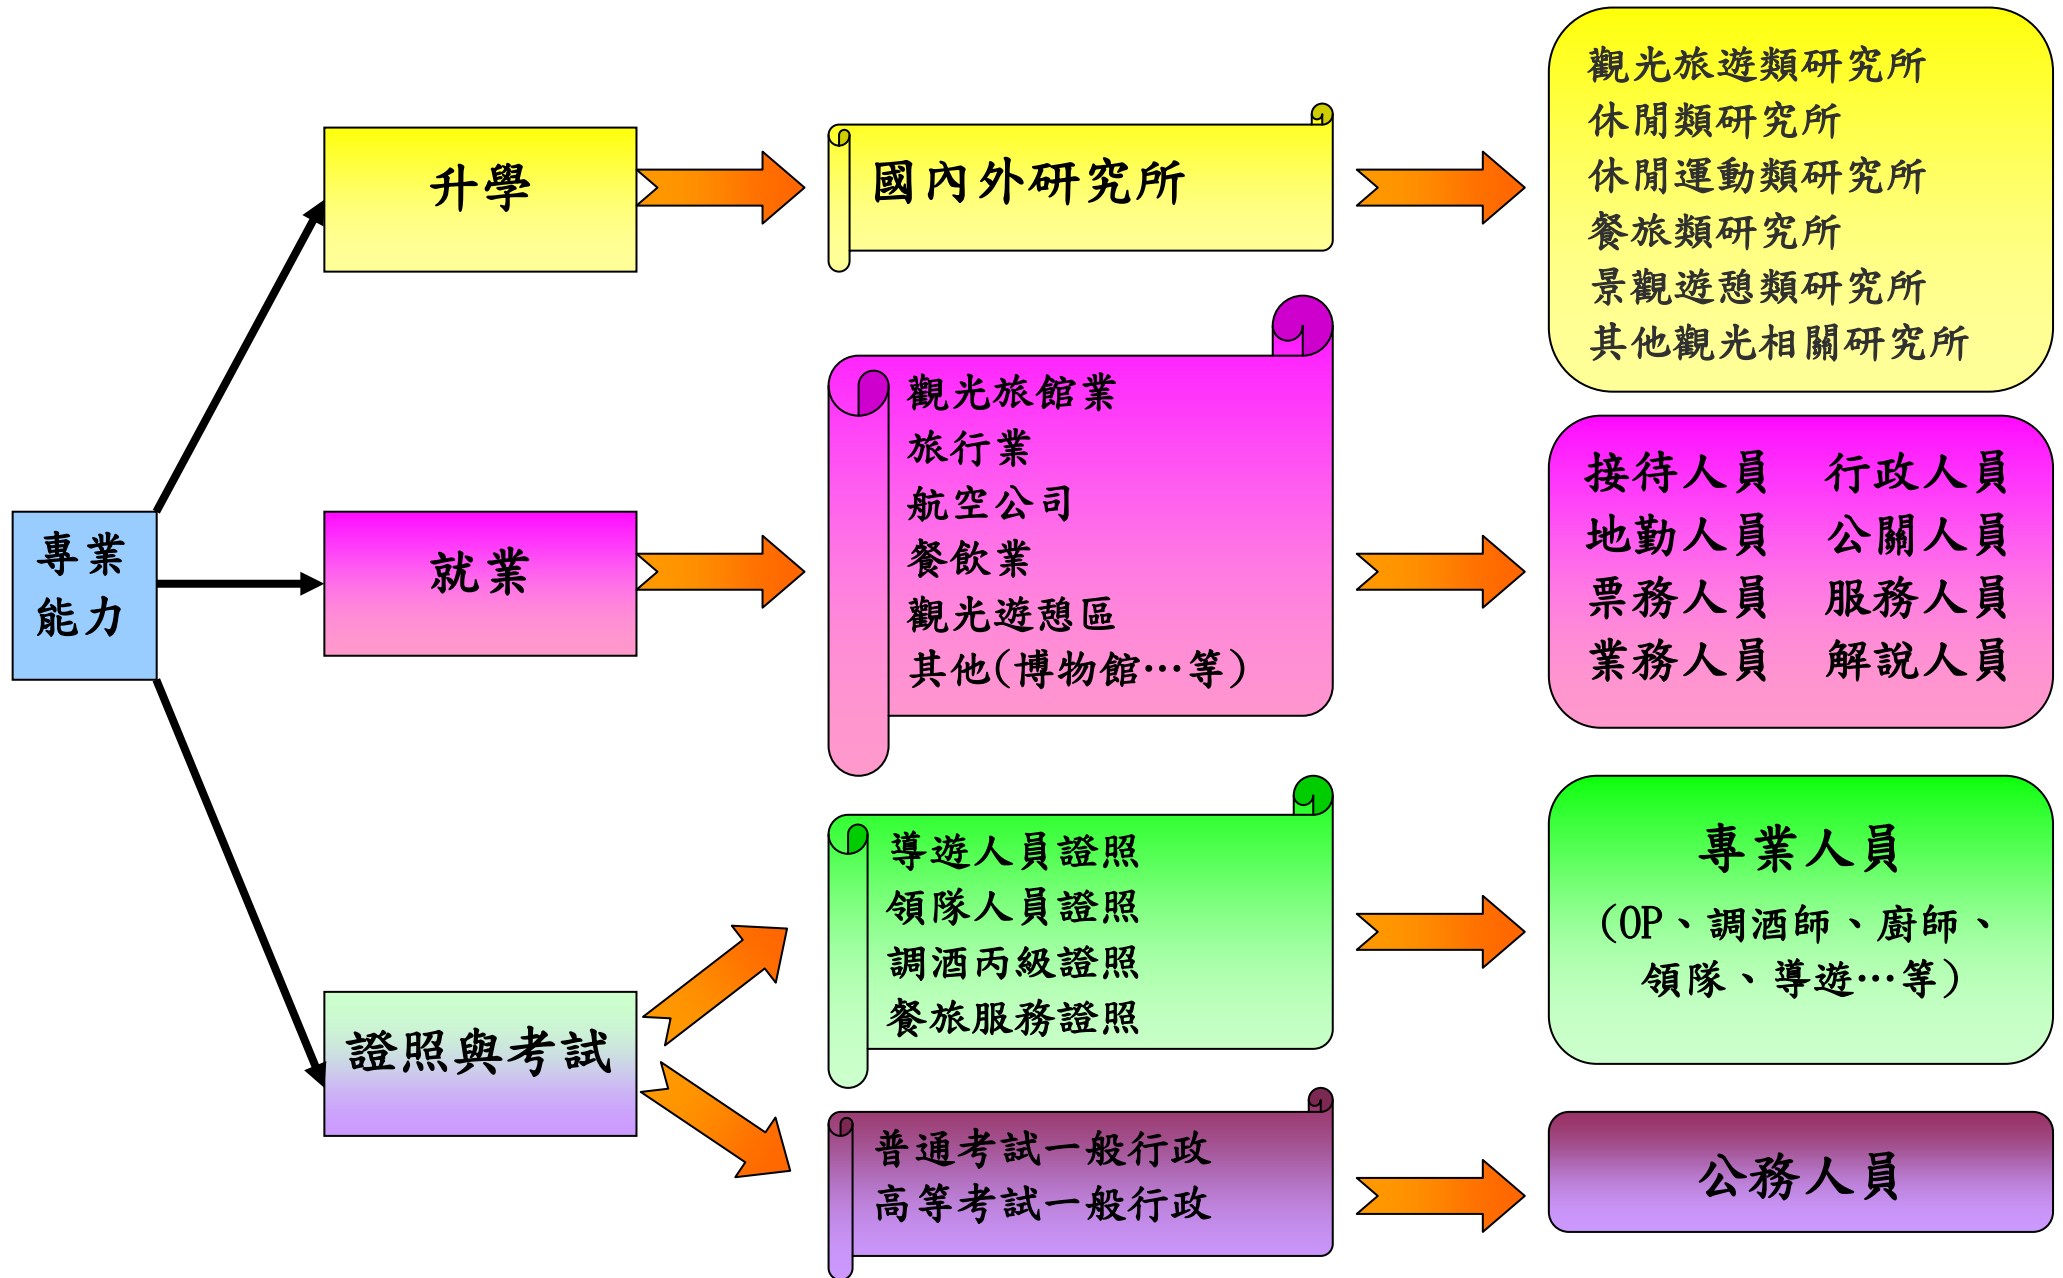 專業
能力
升學
國內外研究所
觀光旅遊類研究所
休閒類研究所
休閒運動類研究所
餐旅類研究所
景觀遊憩類研究所
其他觀光相關研究所
就業
觀光旅館業
旅行業
航空公司
餐飲業
觀光遊憩區
其他(博物館…等)
接待人員 行政人員
地勤人員 公關人員
票務人員 服務人員
業務人員 解說人員
證照與考試
導遊人員證照
領隊人員證照
調酒丙級證照
餐旅服務證照
專業人員
(OP、調酒師、廚師、
領隊、導遊…等)
普通考試一般行政
高等考試一般行政
公務人員